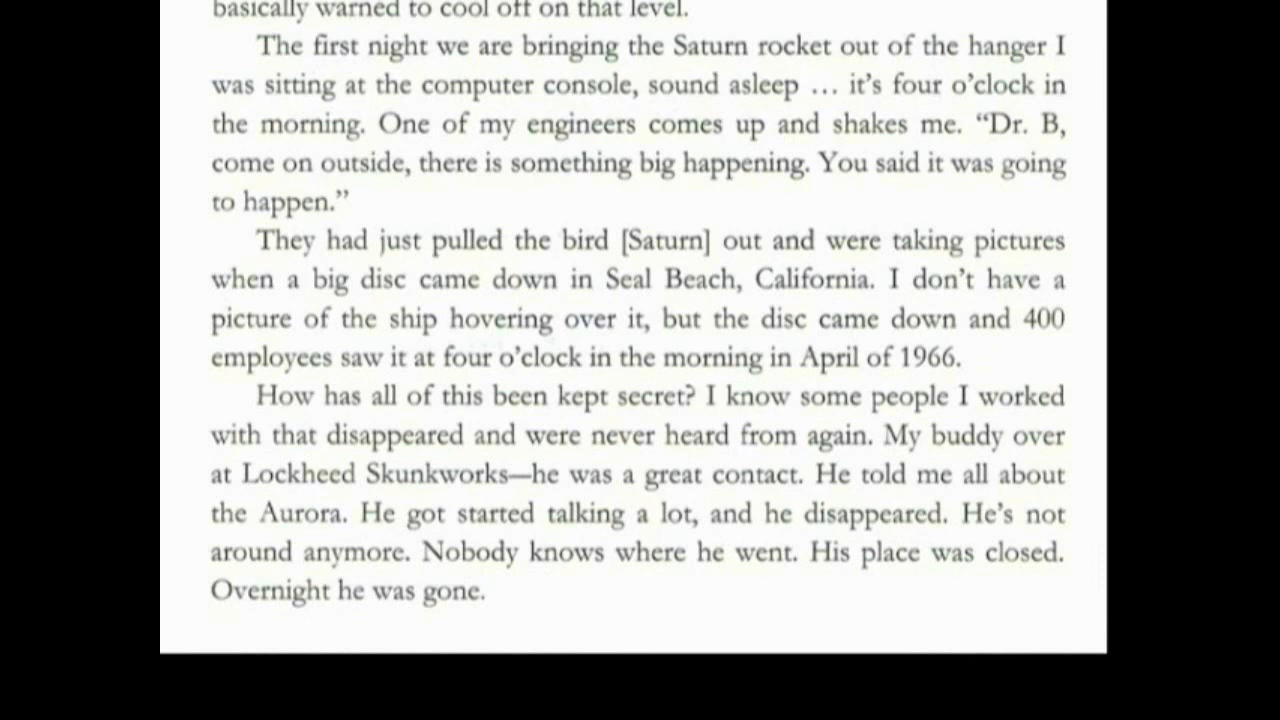 basically warned to cool off on that level.
The first night we are bringing the Saturn rocket out of the hanger I
was sitting at the computer console, sound asleep … it’s four o’clock in
the morning. One of my engineers comes up and shakes me. “Dr. B,
come on outside, there is something big happening. You said it was going
to happen.”
They had just pulled the bird [Saturn] out and were taking pictures
when a big disc came down in Seal Beach, California. I don’t have a
picture of the ship hovering over it, but the disc came down and 400
employees saw it at four o’clock in the morning in April of 1966.
How has all of this been kept secret? I know some people I worked
with that disappeared and were never heard from again. My buddy over
at Lockheed Skunkworks—he was a great contact. He told me all about
the Aurora. He got started talking a lot, and he disappeared. He’s not
around anymore. Nobody knows where he went. His place was closed.
Overnight he was gone.